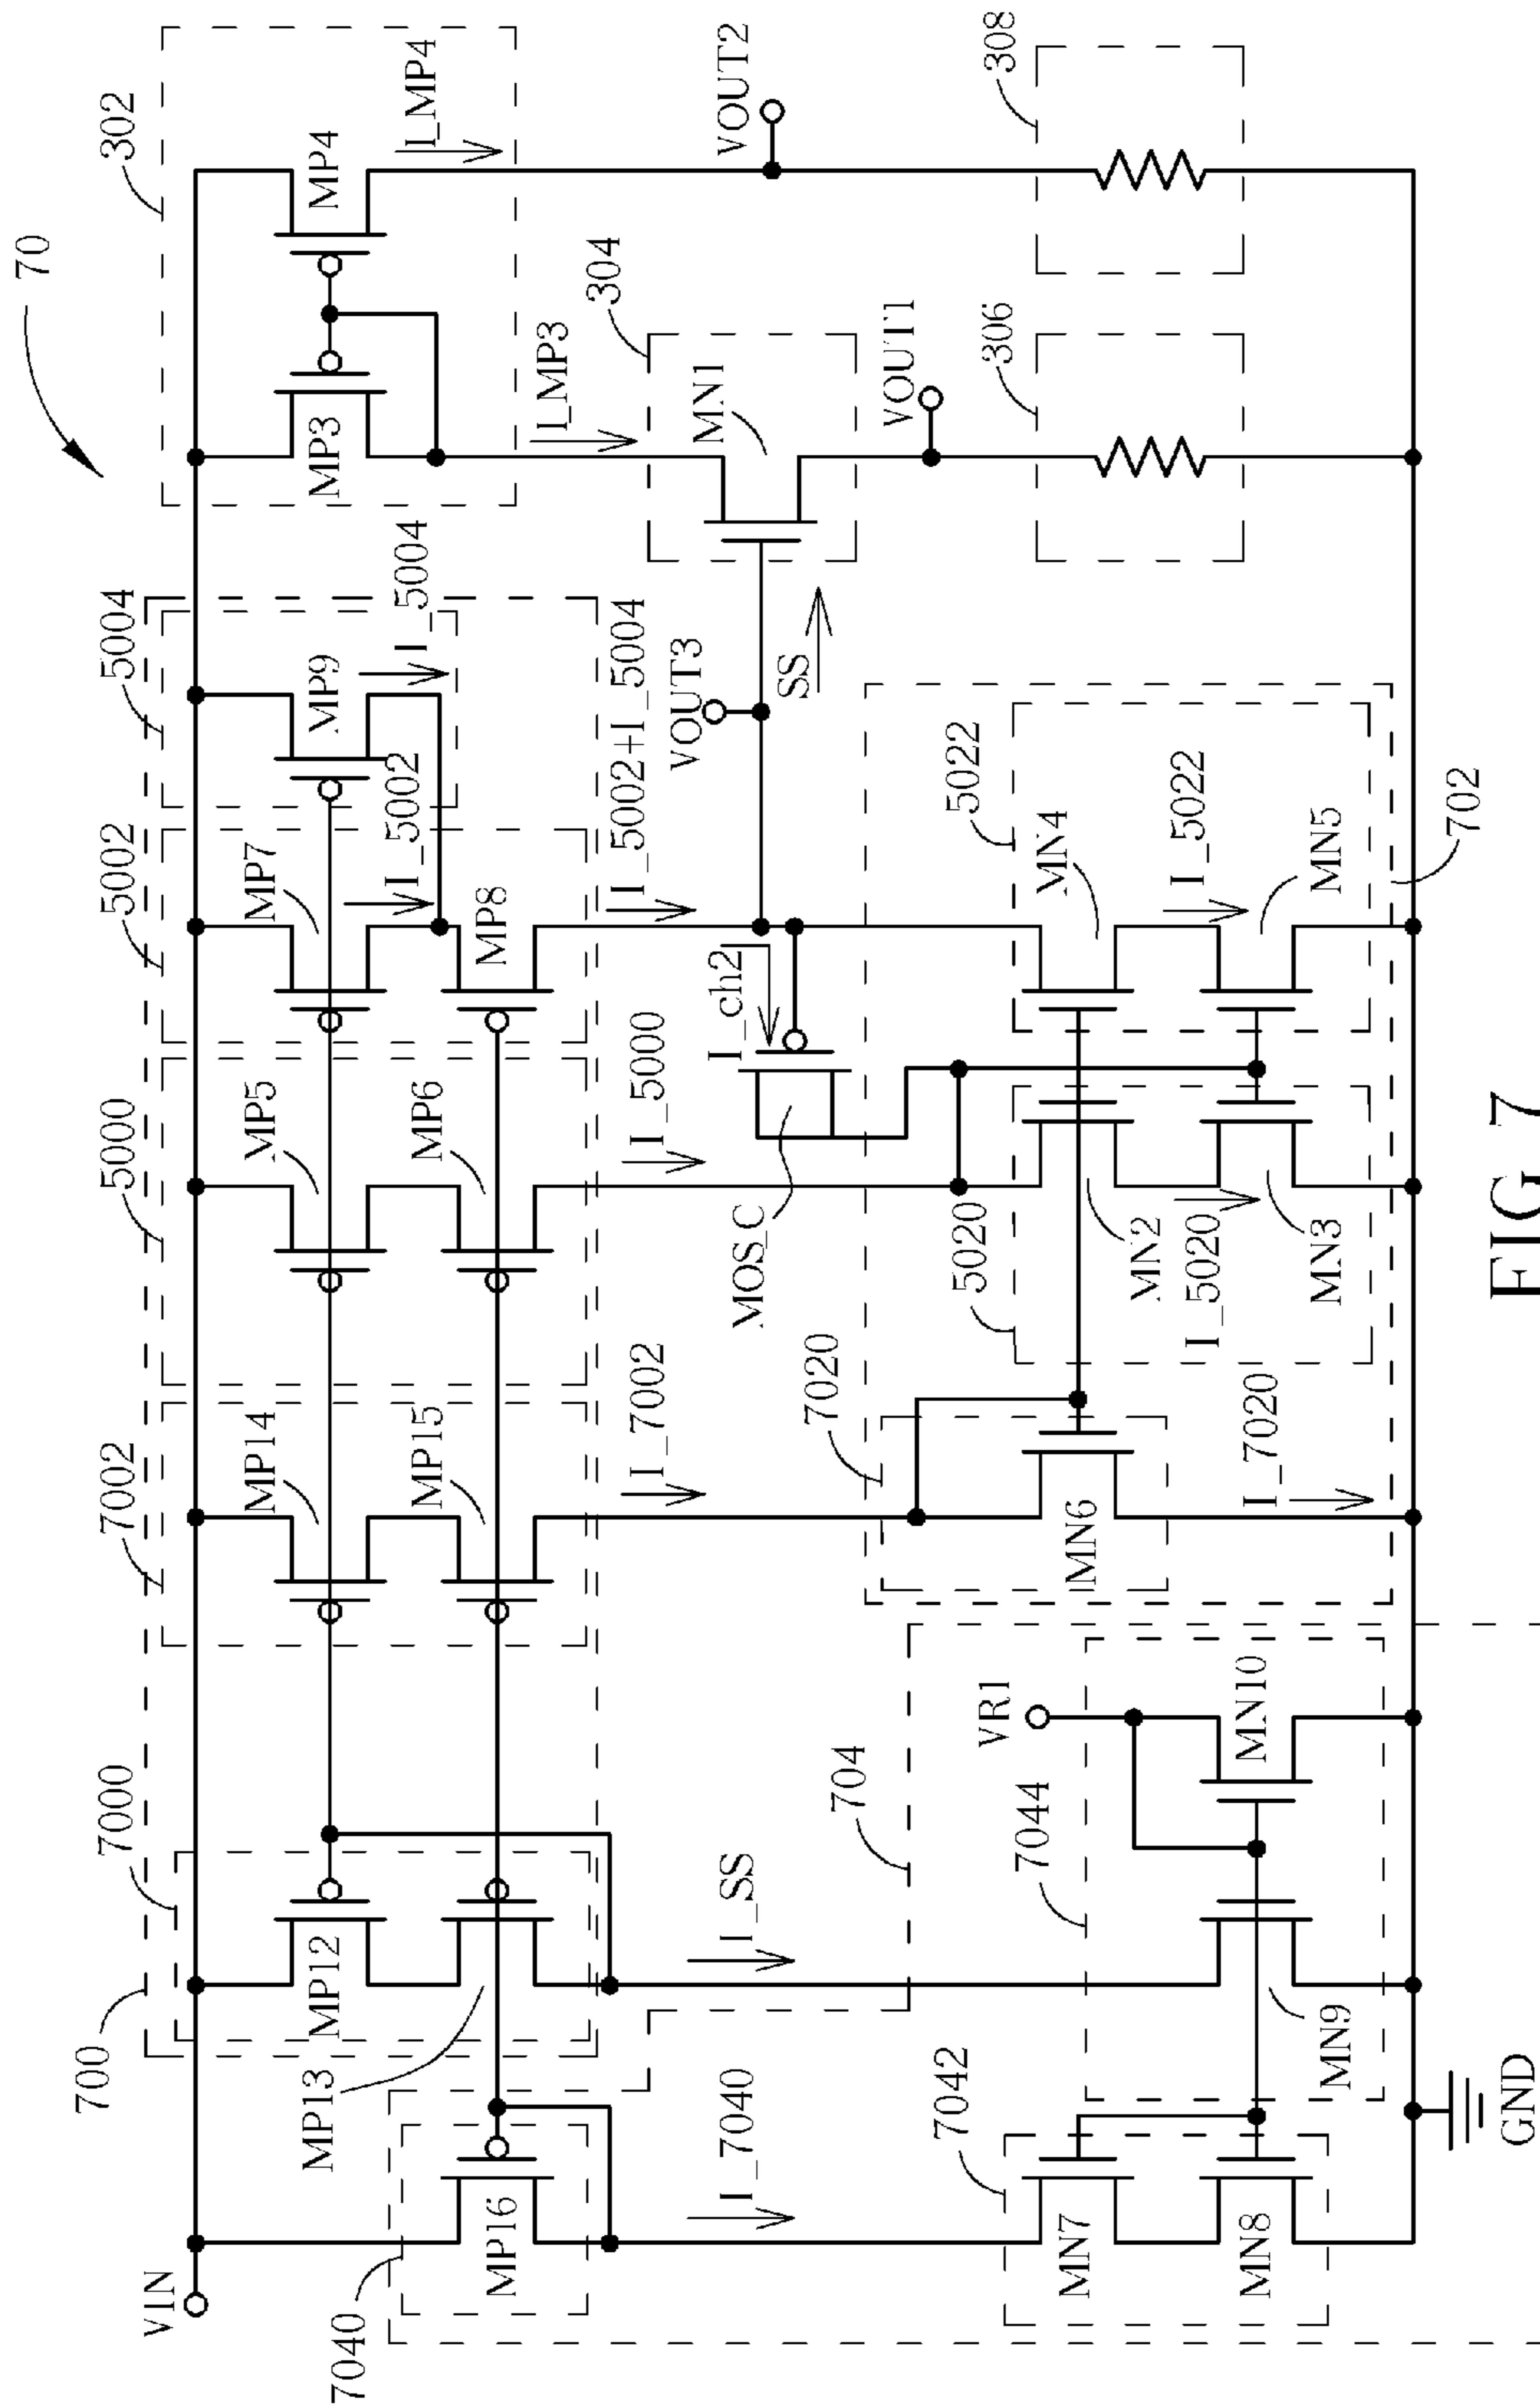 70
302
MP4
I_MP4
MP3
VOUT2
308
I_MP3
304
MN1
VOUT1
306
5004
MP9
I_5004
5002
MP7
I_5002
MP8
I_5002+I_5004
VOUT3
SS
5022
MN4
I_5022
MN5
702
5000
MP5
MP6
I_5000
I_ch2
MOS_C
5020
MN2
I_5020
MN3
7002
MP14
MP15
I_7002
7020
MN6
I_7020
700
7000
MP12
MP13
I_SS
704
7044
VR1
MN10
MN9
VIN
7040
MP16
I_7040
7042
MN7
MN8
GND
FIG 7